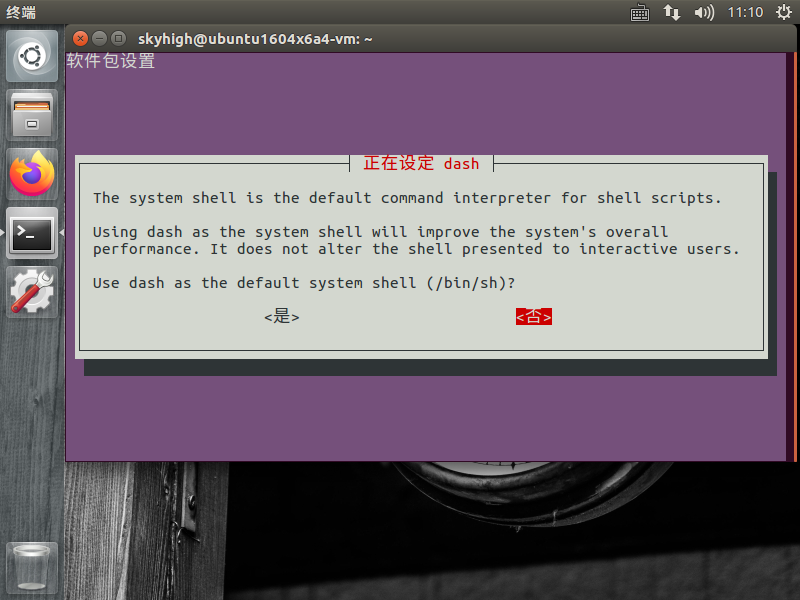 终端
11:10
skyhigh@ubuntu1604x6a4-vm: ~
软件包设置
正在设定 dash
The system shell is the default command interpreter for shell scripts.
Using dash as the system shell will improve the system's overall
performance. It does not alter the shell presented to interactive users.
Use dash as the default system shell (/bin/sh)?
<是> <否>